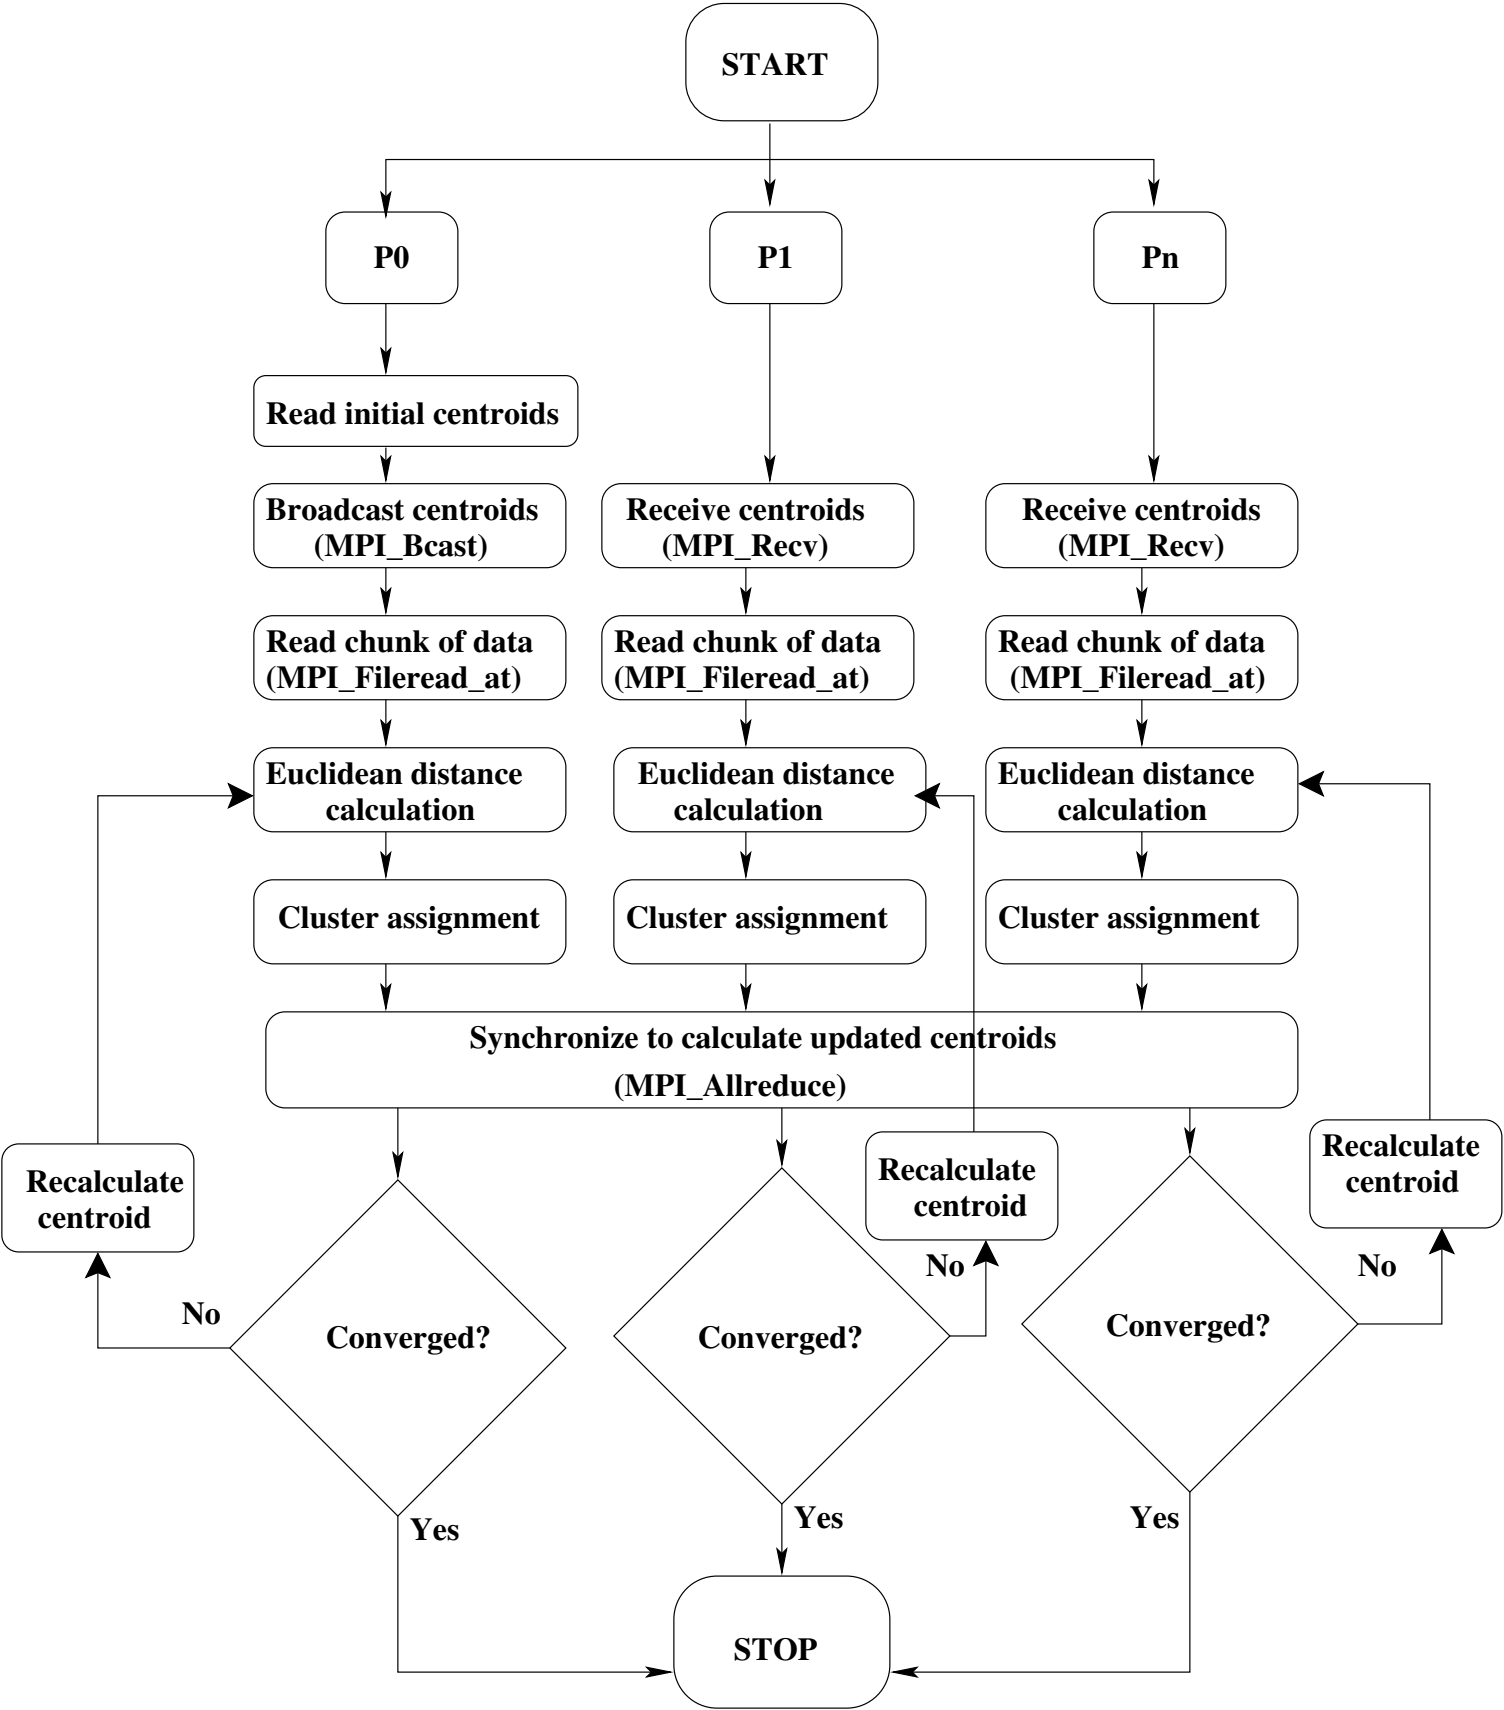 START
P0
P1
Pn
Read initial centroids
Broadcast centroids
(MPI_Bcast)
Receive centroids
(MPI_Recv)
Receive centroids
(MPI_Recv)
Read chunk of data
(MPI_Fileread_at)
Read chunk of data
(MPI_Fileread_at)
Read chunk of data
(MPI_Fileread_at)
Euclidean distance
calculation
Euclidean distance
calculation
Euclidean distance
calculation
Cluster assignment
Cluster assignment
Cluster assignment
Synchronize to calculate updated centroids
(MPI_Allreduce)
Recalculate
centroid
Recalculate
centroid
Recalculate
centroid
No
No
No
Converged?
Converged?
Converged?
Yes
Yes
Yes
STOP